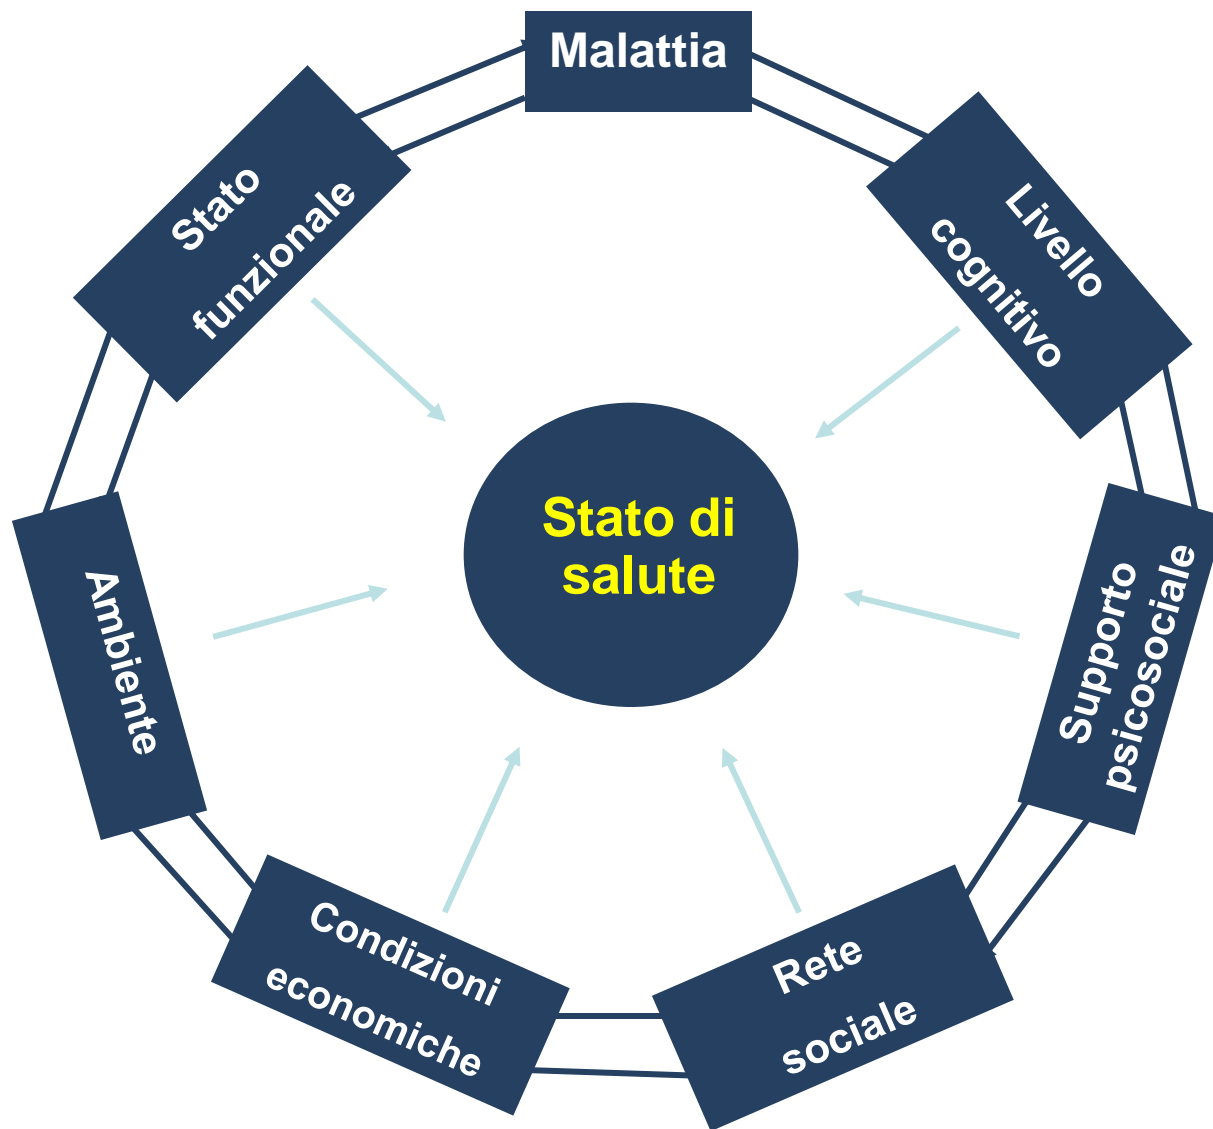 Malattia
Stato
funzionale
Livello
cognitivo
Stato di
salute
Ambiente
Supporto
psicosociale
Condizioni
economiche
Rete
sociale